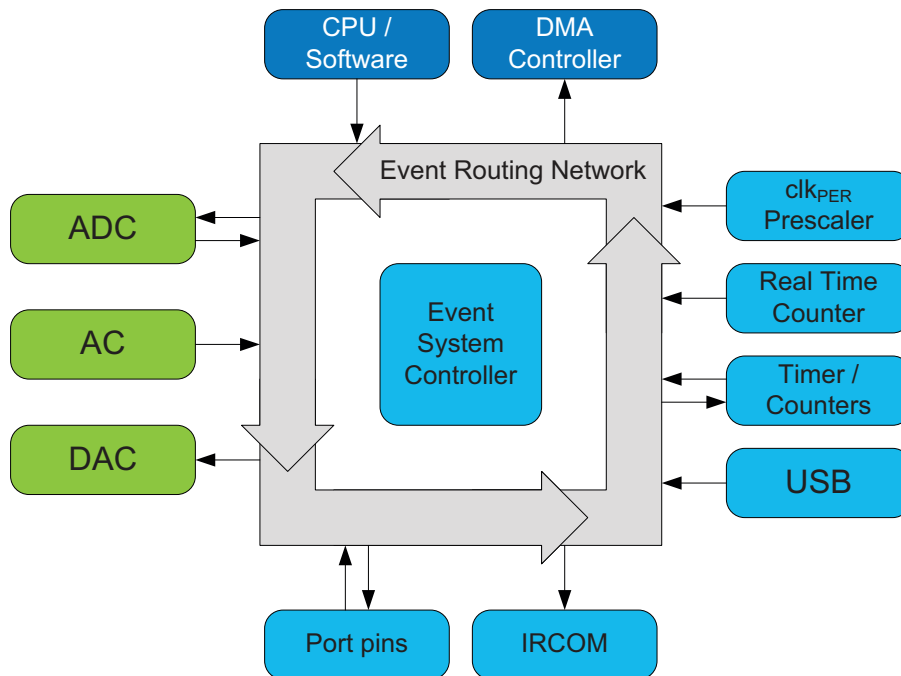 CPU /
Software
DMA
Controller
Event Routing Network
ADC
clkPER
Prescaler
Event
System
Controller
Real Time
Counter
AC
Timer /
Counters
DAC
USB
Port pins
IRCOM